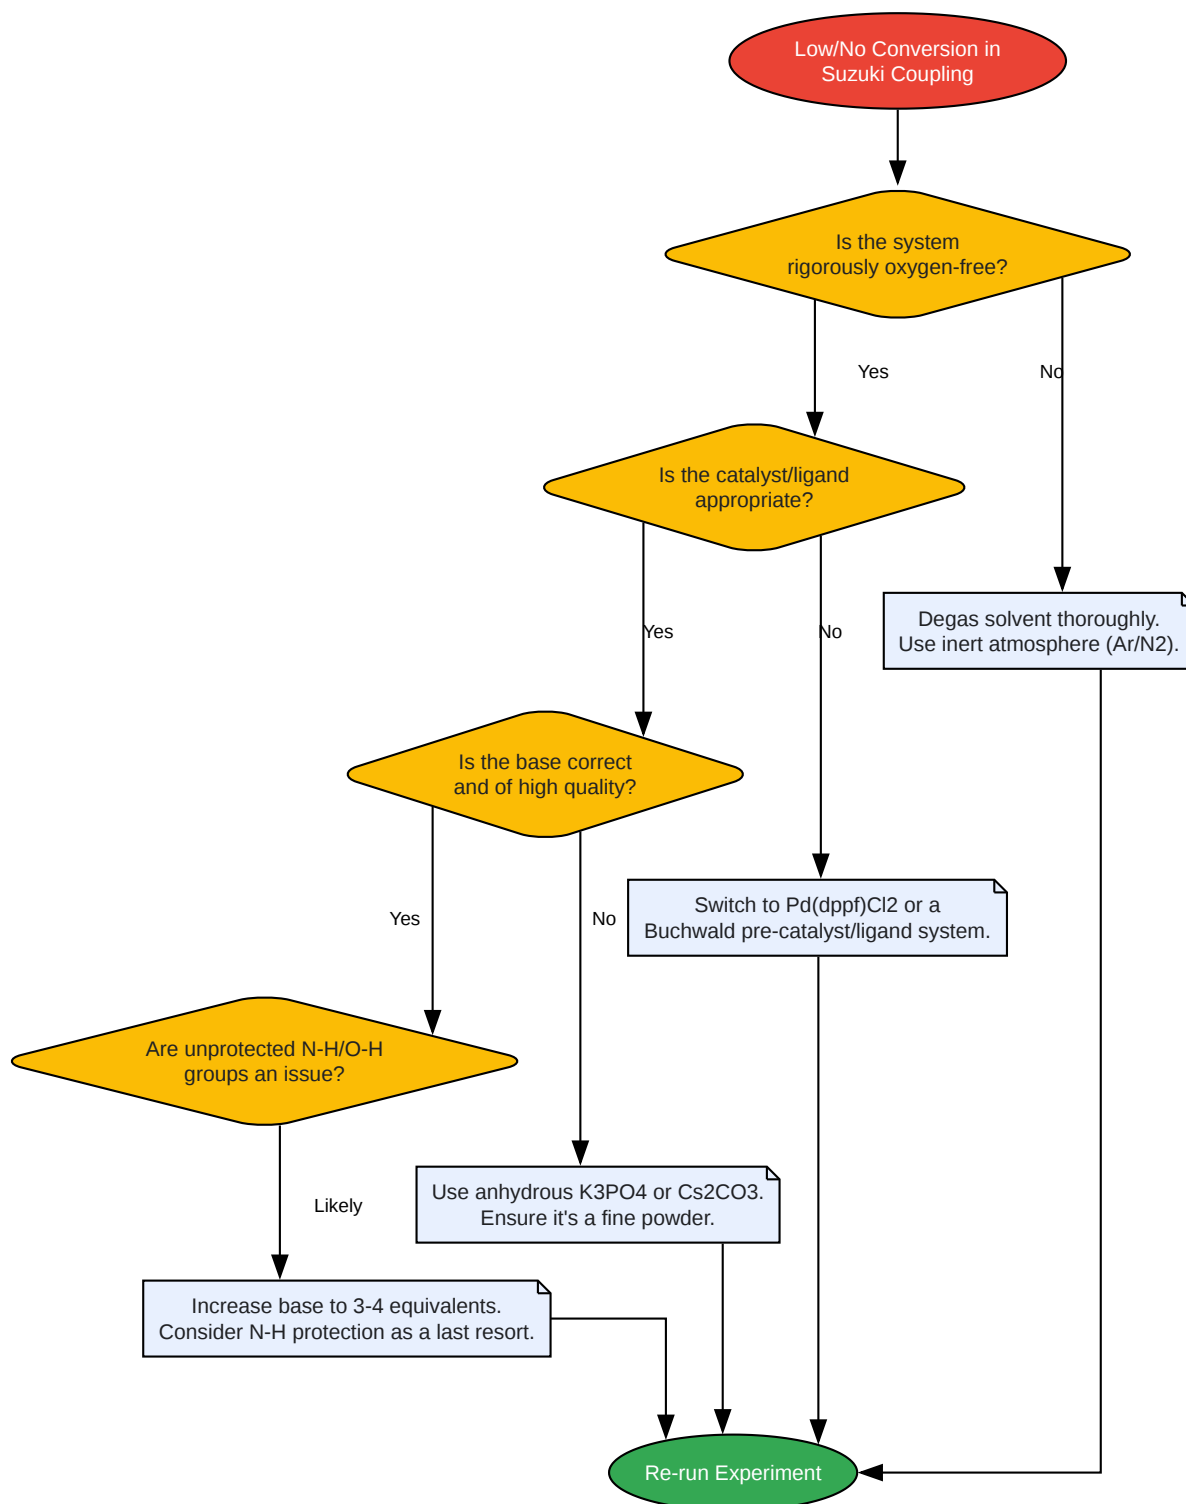 Low/No Conversion in
Suzuki Coupling
Is the system
rigorously oxygen-free?
Yes
No
Is the catalyst/ligand
appropriate?
Yes
No
Degas solvent thoroughly.
Use inert atmosphere (Ar/N2).
Is the base correct
and of high quality?
Yes
No
Switch to Pd(dppf)Cl2 or a
Buchwald pre-catalyst/ligand system.
Are unprotected N-H/O-H
groups an issue?
Likely
Use anhydrous K3PO4 or Cs2CO3.
Ensure it's a fine powder.
Increase base to 3-4 equivalents.
Consider N-H protection as a last resort.
Re-run Experiment